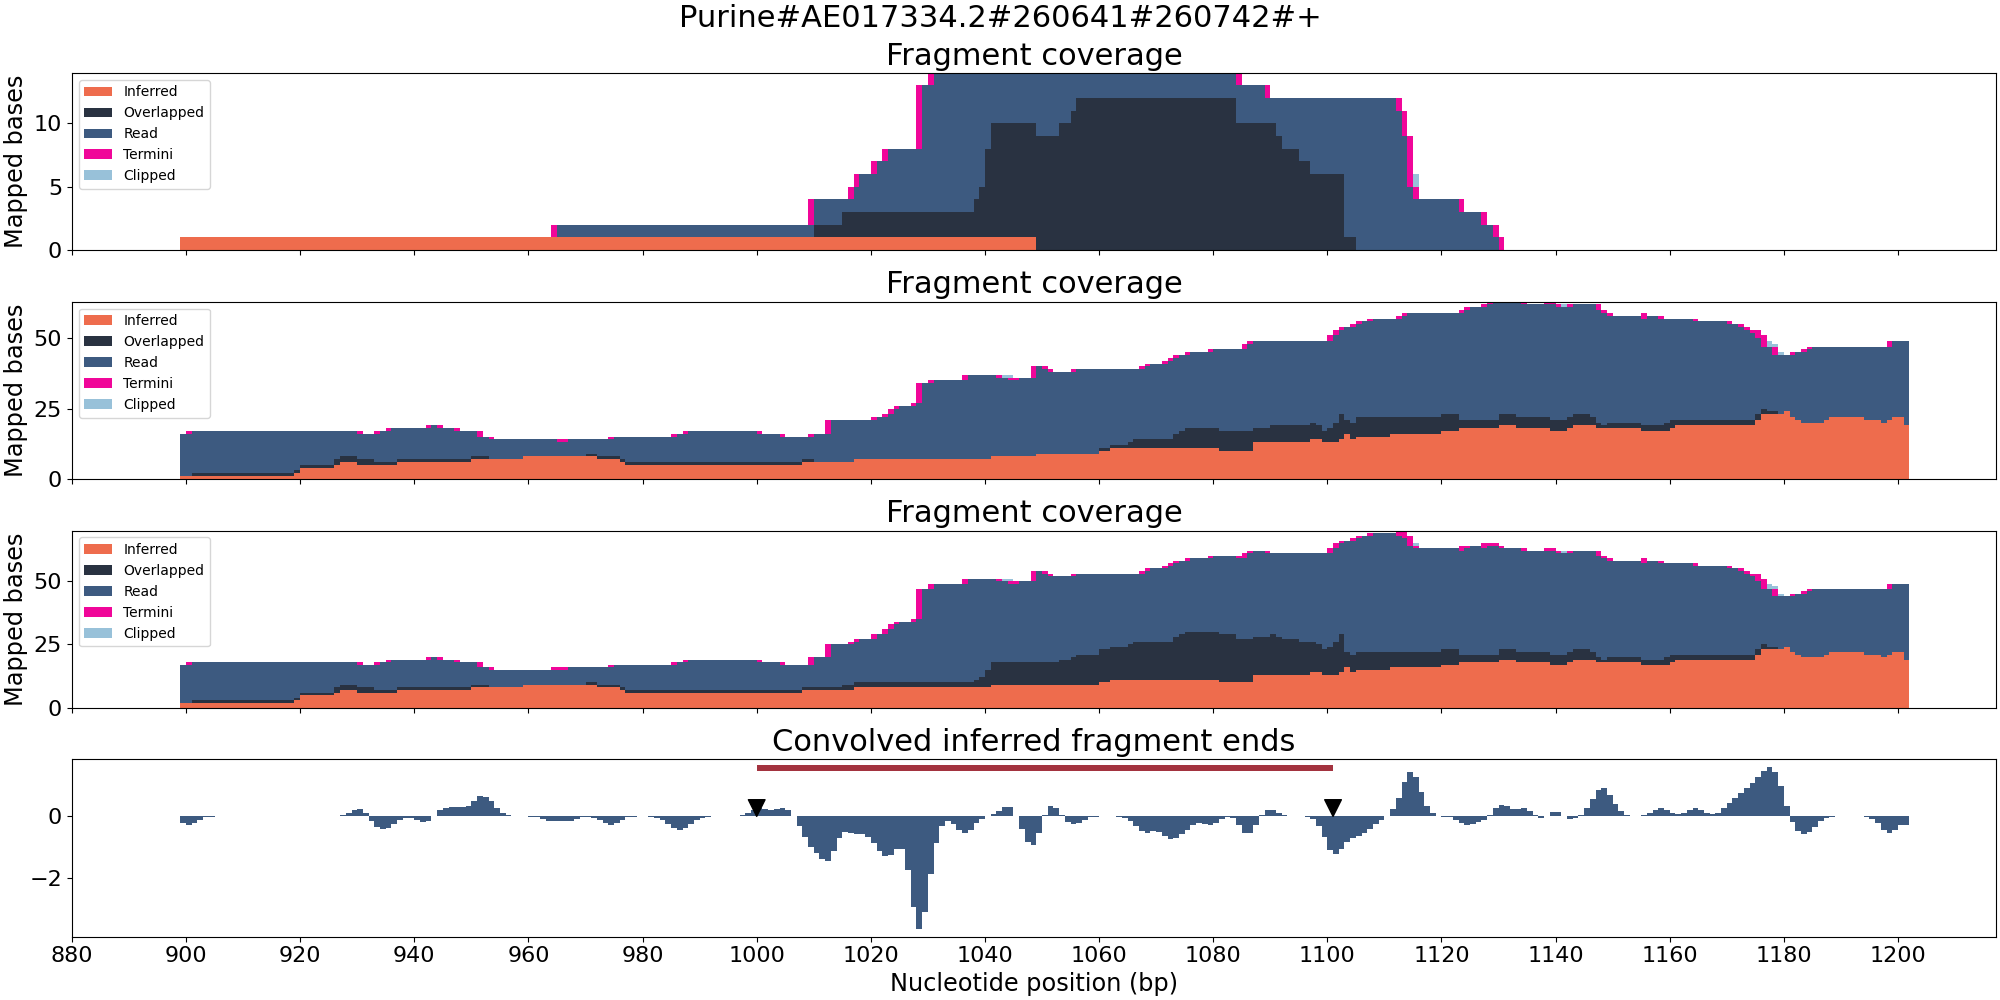 Purine#AE017334.2#260641#260742#+
Fragment coverage
Mapped bases
10
5
0
Inferred
Overlapped
Read
Termini
Clipped
Fragment coverage
Mapped bases
50
25
0
Inferred
Overlapped
Read
Termini
Clipped
Fragment coverage
Mapped bases
50
25
0
Inferred
Overlapped
Read
Termini
Clipped
Convolved inferred fragment ends
0
−2
880 900 920 940 960 980 1000 1020 1040 1060 1080 1100 1120 1140 1160 1180 1200
Nucleotide position (bp)